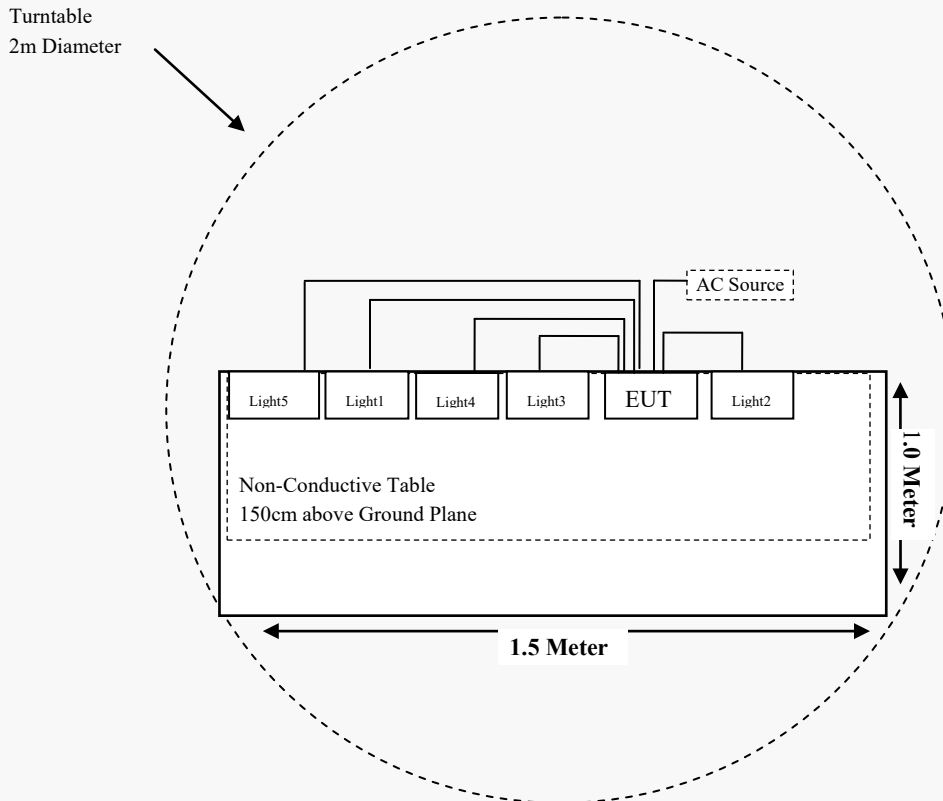 Turntable
2m Diameter
AC Source
Light5
Light1
Light4
Light3
EUT
Light2
Non-Conductive Table
150cm above Ground Plane
1.0 Meter
1.5 Meter